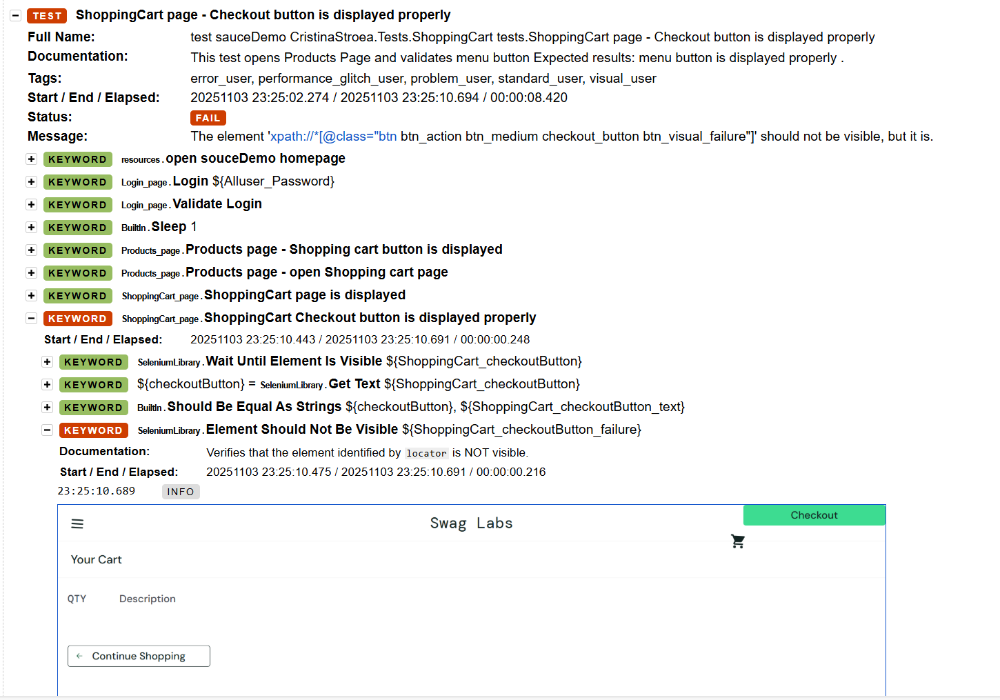 TEST ShoppingCart page - Checkout button is displayed properly
Full Name: test sauceDemo CristinaStroea.Tests.ShoppingCart tests.ShoppingCart page - Checkout button is displayed properly
Documentation: This test opens Products Page and validates menu button Expected results: menu button is displayed properly .
Tags: error_user, performance_glitch_user, problem_user, standard_user, visual_user
Start / End / Elapsed: 20251103 23:25:02.274 / 20251103 23:25:10.694 / 00:00:08.420
Status: FAIL
Message: The element 'xpath://*[@class="btn btn_action btn_medium checkout_button btn_visual_failure"]' should not be visible, but it is.
KEYWORD resources.open souceDemo homepage
KEYWORD Login_page.Login ${Alluser_Password}
KEYWORD Login_page.Validate Login
KEYWORD BuiltIn.Sleep 1
KEYWORD Products_page.Products page - Shopping cart button is displayed
KEYWORD Products_page.Products page - open Shopping cart page
KEYWORD ShoppingCart_page.ShoppingCart page is displayed
KEYWORD ShoppingCart_page.ShoppingCart Checkout button is displayed properly
Start / End / Elapsed: 20251103 23:25:10.443 / 20251103 23:25:10.691 / 00:00:00.248
KEYWORD SeleniumLibrary.Wait Until Element Is Visible ${ShoppingCart_checkoutButton}
KEYWORD ${checkoutButton} = SeleniumLibrary.Get Text ${ShoppingCart_checkoutButton}
KEYWORD BuiltIn.Should Be Equal As Strings ${checkoutButton}, ${ShoppingCart_checkoutButton_text}
KEYWORD SeleniumLibrary.Element Should Not Be Visible ${ShoppingCart_checkoutButton_failure}
Documentation: Verifies that the element identified by locator is NOT visible.
Start / End / Elapsed: 20251103 23:25:10.475 / 20251103 23:25:10.691 / 00:00:00.216
23:25:10.689 INFO
Checkout
Swag Labs
Your Cart
QTY Description
Continue Shopping